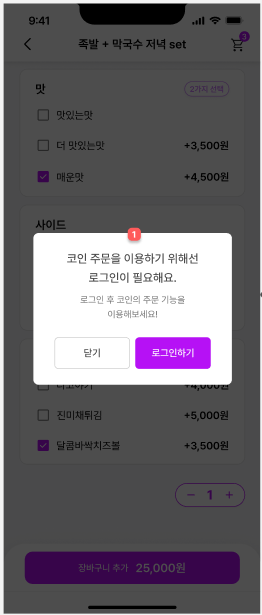 9:41
족발 + 막국수 저녁 set
3
맛
2가지 선택
맛있는맛
더 맛있는맛
+3,500원
매운맛
+4,500원
사이드
1
코인 주문을 이용하기 위해선
로그인이 필요해요.
로그인 후 코인의 주문 기능을
이용해보세요!
닫기
로그인하기
+4,000원
진미채튀김
+5,000원
달콤바싹치즈볼
+3,500원
1
장바구니 추가 25,000원